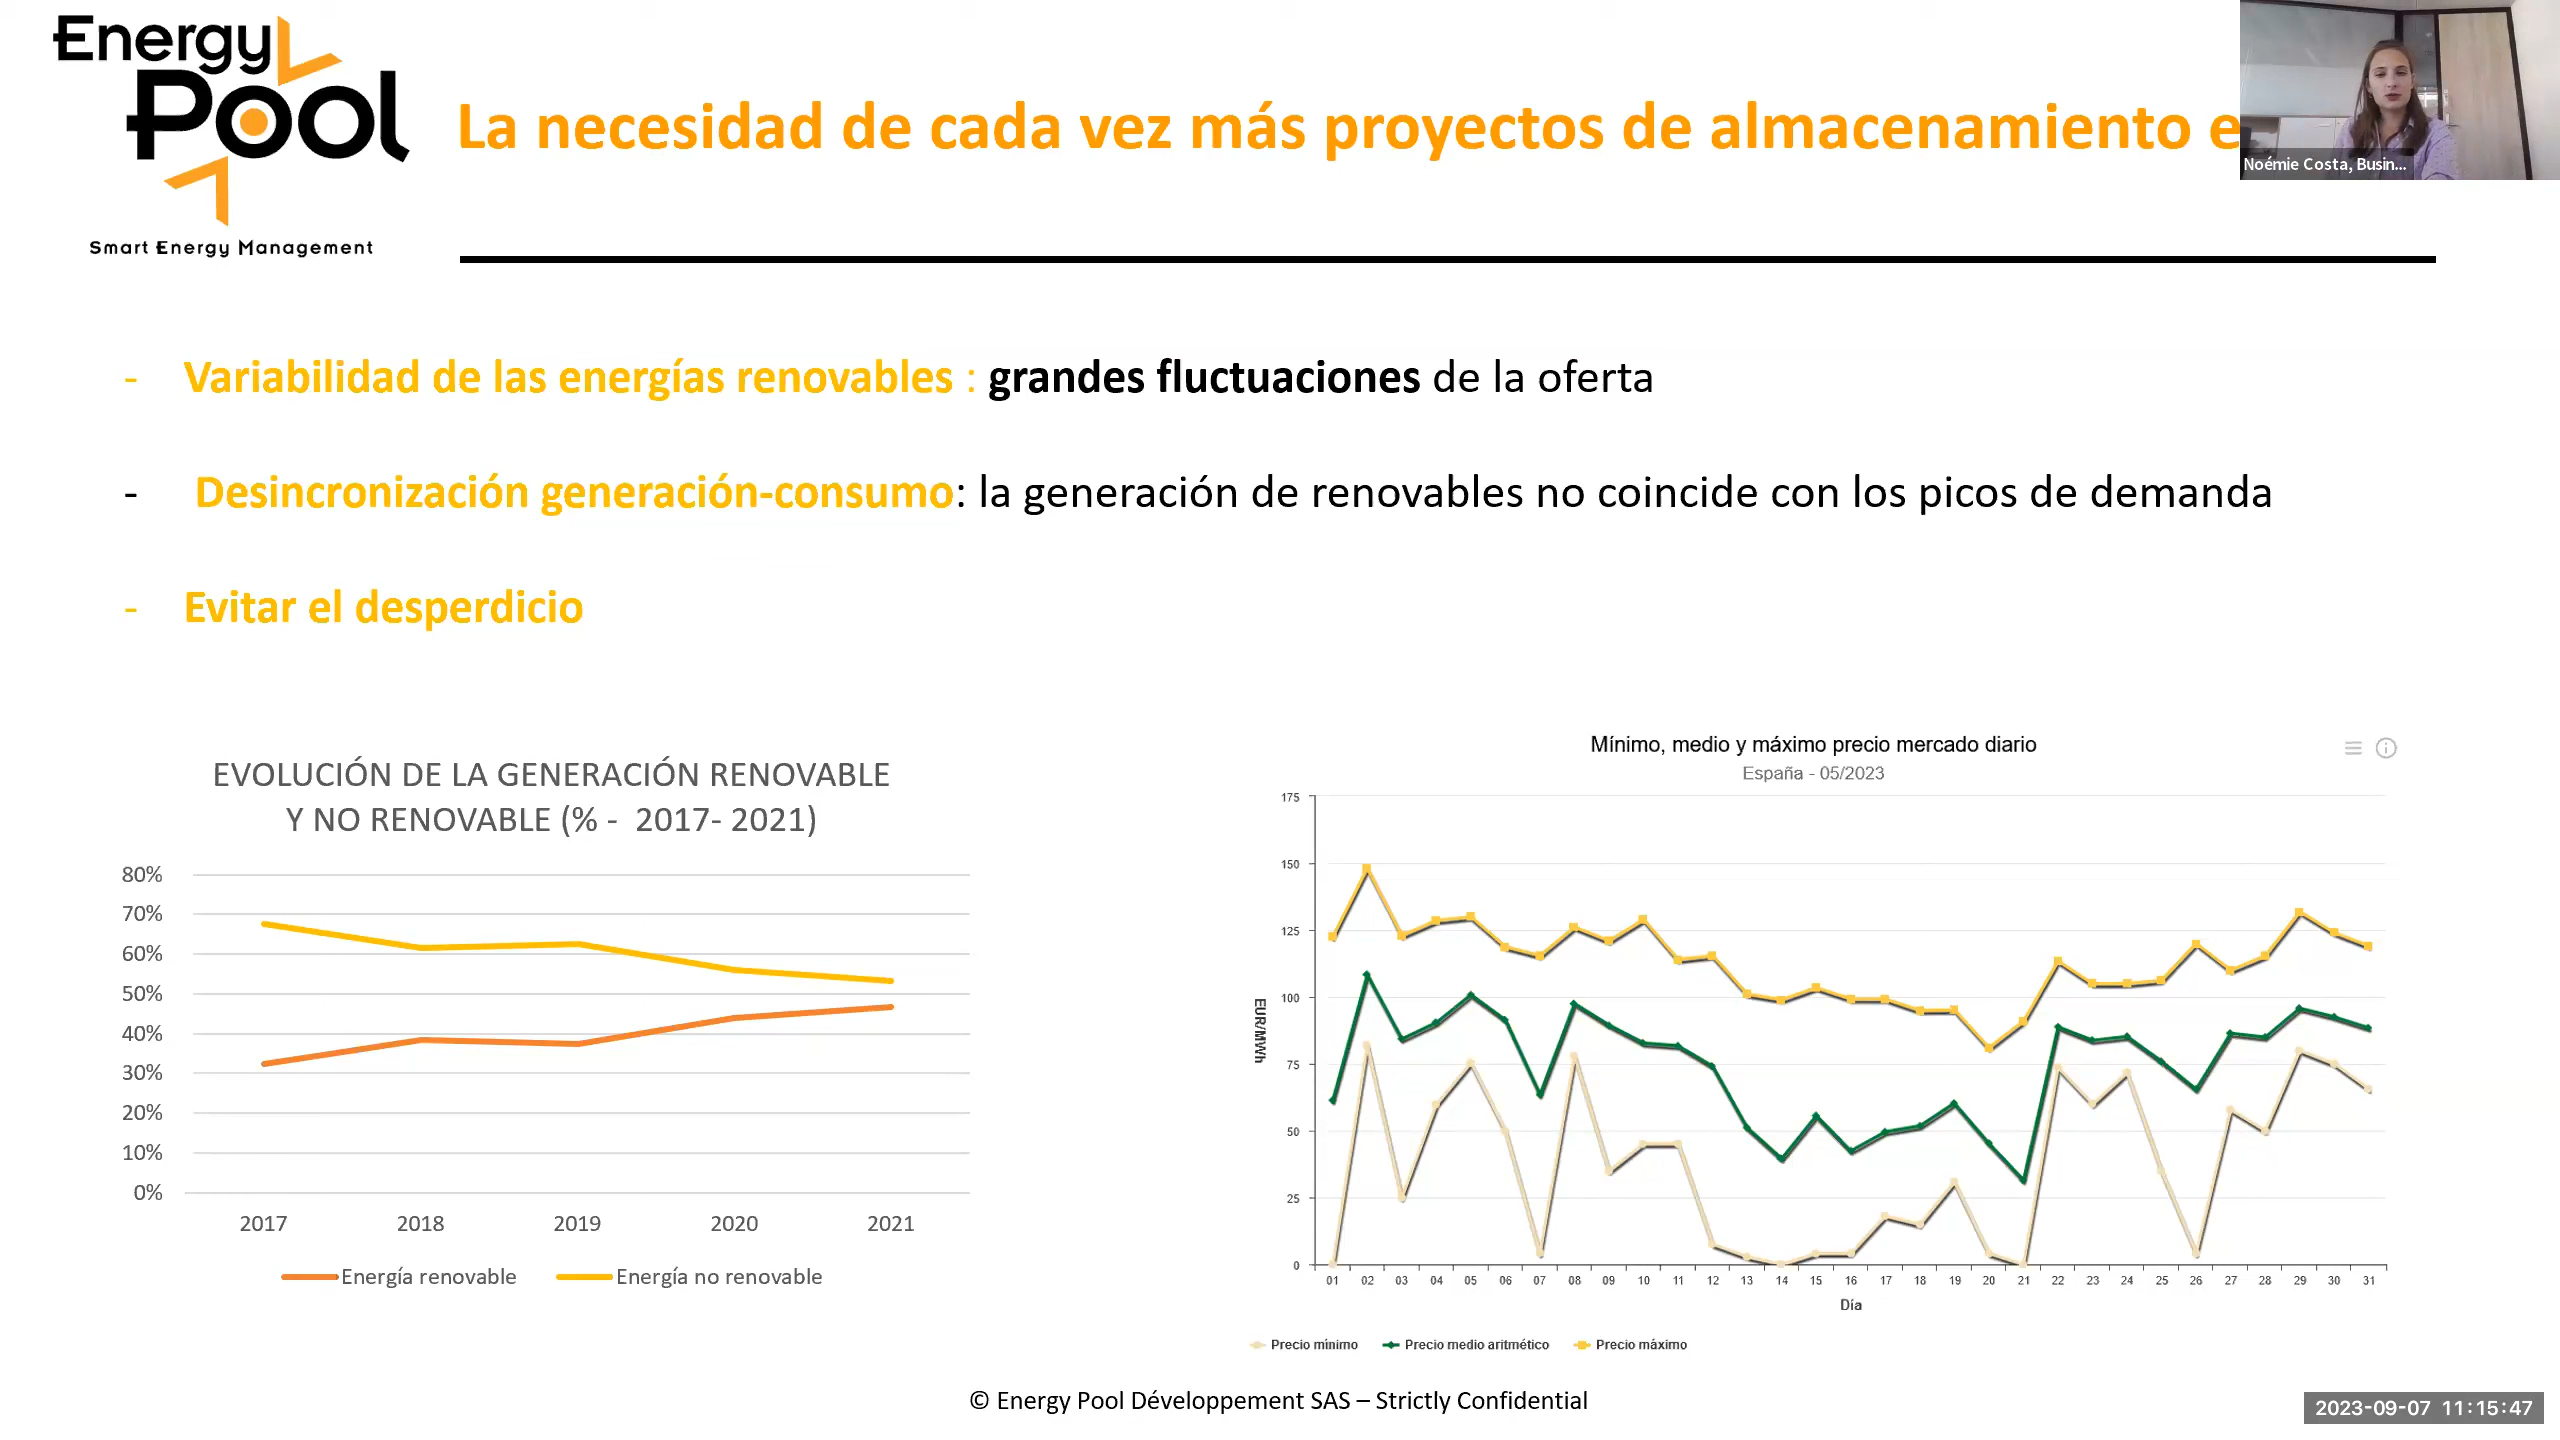 Energy
Pool
Smart Energy Management
La necesidad de cada vez más proyectos de almacenamiento e
Noémie Costa, Busin...
- Variabilidad de las energías renovables : grandes fluctuaciones de la oferta
- Desincronización generación-consumo: la generación de renovables no coincide con los picos de demanda
- Evitar el desperdicio
EVOLUCIÓN DE LA GENERACIÓN RENOVABLE
Y NO RENOVABLE (% - 2017- 2021)
80%
70%
60%
50%
40%
30%
20%
10%
0%
2017 2018 2019 2020 2021
Energía renovable Energía no renovable
Mínimo, medio y máximo precio mercado diario
España - 05/2023
175
150
125
100
75
50
25
0
EUR/MWh
01 02 03 04 05 06 07 08 09 10 11 12 13 14 15 16 17 18 19 20 21 22 23 24 25 26 27 28 29 30 31
Día
Precio mínimo Precio medio aritmético Precio máximo
© Energy Pool Développement SAS – Strictly Confidential
2023-09-07 11:15:47